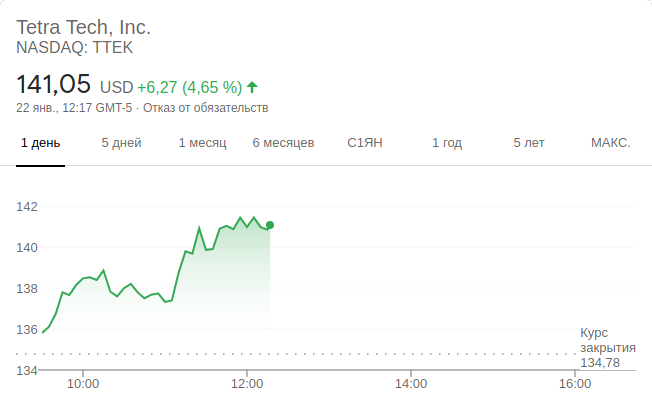 Tetra Tech, Inc.
NASDAQ: TTEK
141,05 USD +6,27 (4,65 %)
22 янв., 12:17 GMT-5 · Отказ от обязательств
1 день 5 дней 1 месяц 6 месяцев С1ЯН 1 год 5 лет МАКС.
142
140
138
136
Курс
закрытия
134,78
134
10:00 12:00 14:00 16:00